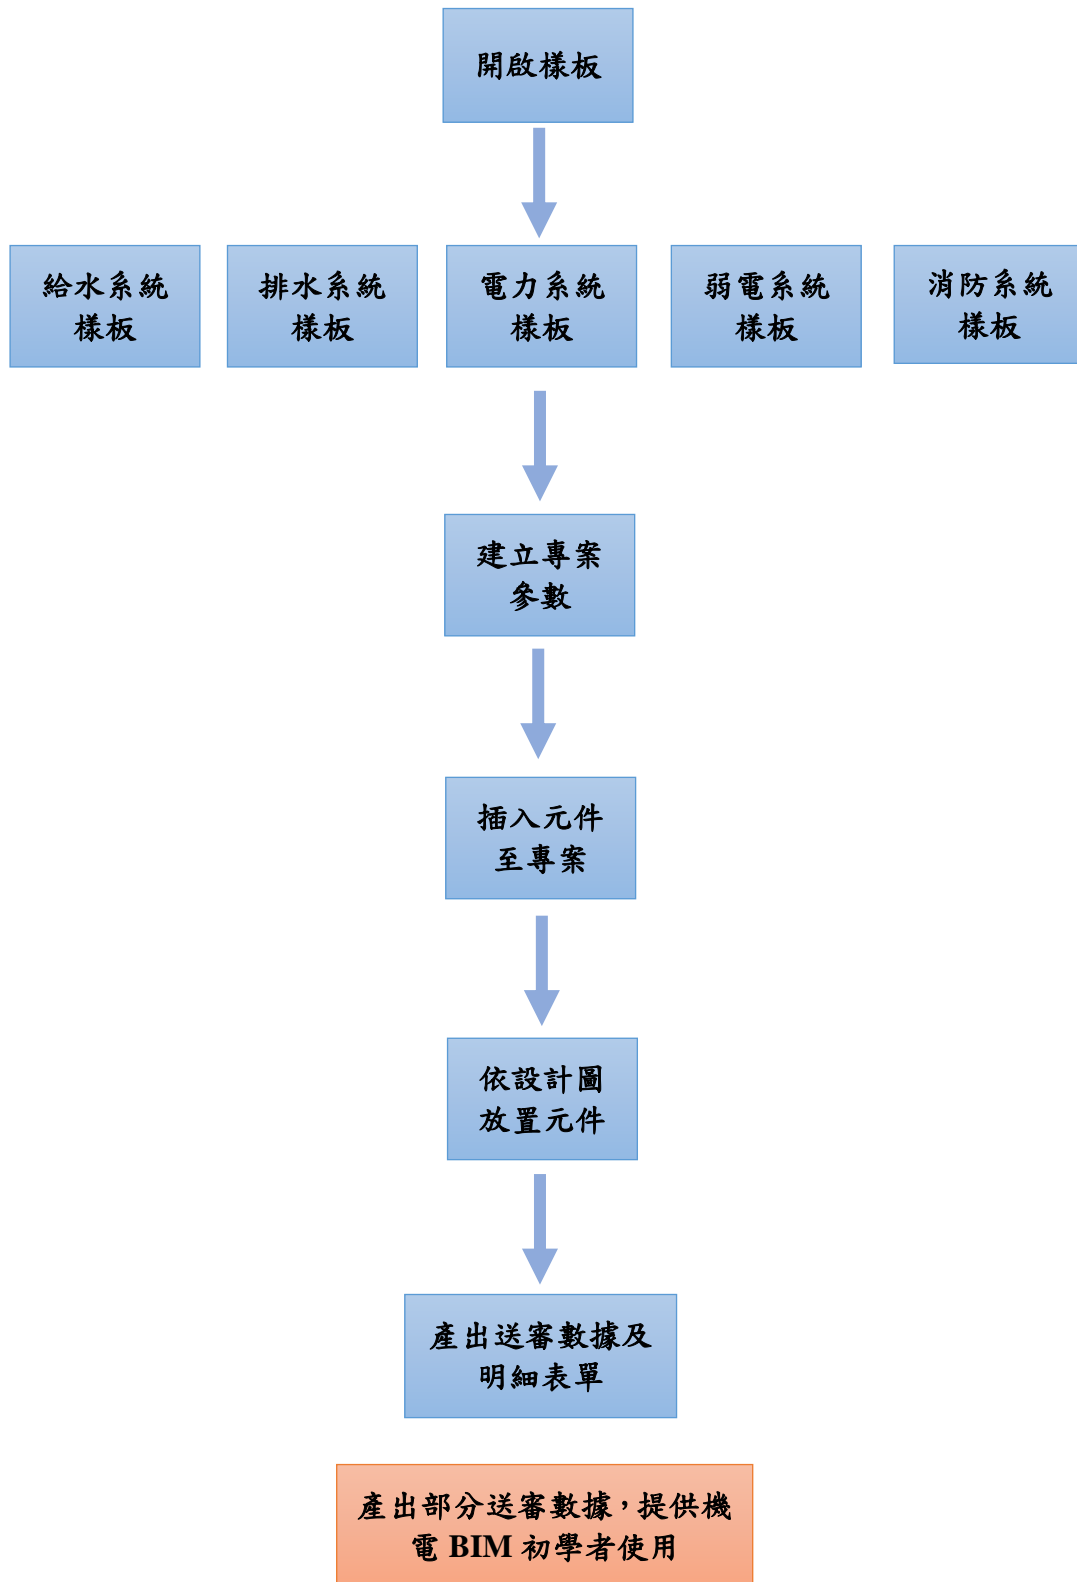 開啟樣板
給水系統
樣板
排水系統
樣板
電力系統
樣板
弱電系統
樣板
消防系統
樣板
建立專案
參數
插入元件
至專案
依設計圖
放置元件
產出送審數據及
明細表單
產出部分送審數據，提供機
電 BIM 初學者使用